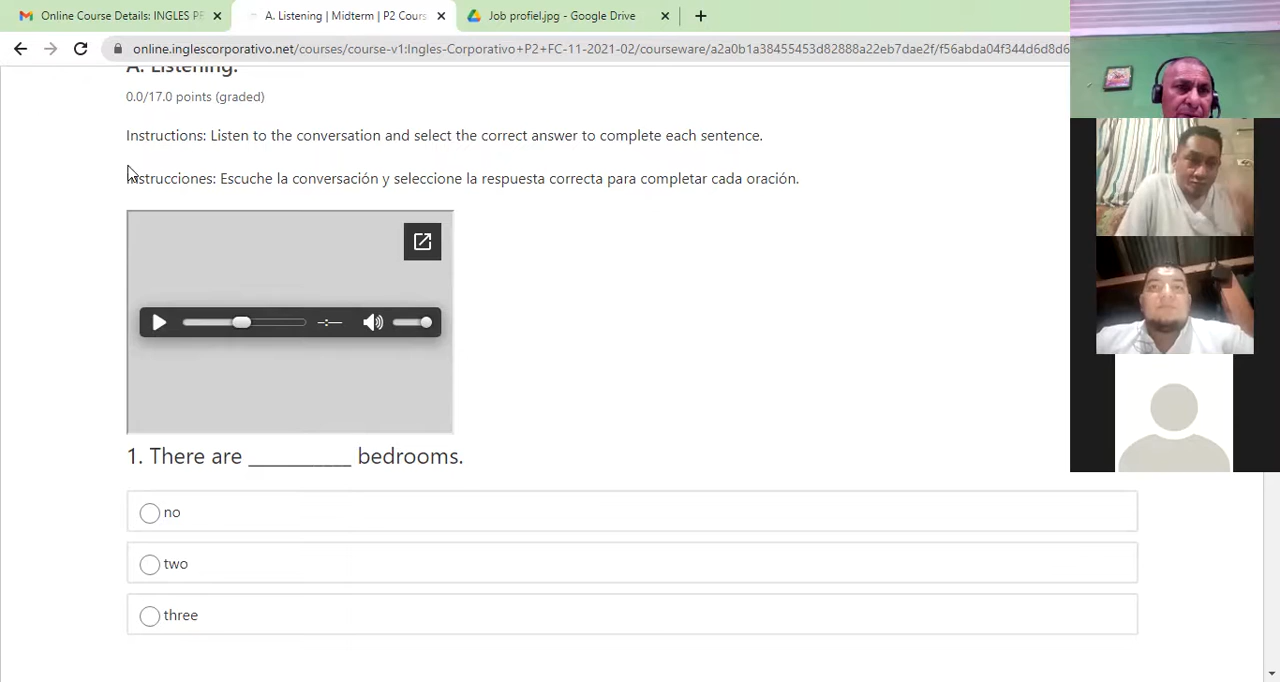 Online Course Details: INGLES PF
A. Listening | Midterm | P2 Cours
Job profiel.jpg - Google Drive
online.inglescorporativo.net/courses/course-v1:Ingles-Corporativo+P2+FC-11-2021-02/courseware/a2a0b1a38455453d82888a22eb7dae2f/f56abda04f344d6d8d6
A. Listening.
0.0/17.0 points (graded)
Instructions: Listen to the conversation and select the correct answer to complete each sentence.
Instrucciones: Escuche la conversación y seleccione la respuesta correcta para completar cada oración.
-:-
1. There are __________ bedrooms.
no
two
three